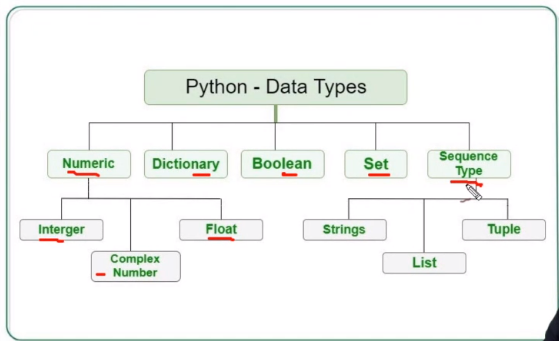 Python - Data Types
Numeric
Dictionary
Boolean
Set
Sequence
Type
Interger
Complex
Number
Float
Strings
List
Tuple